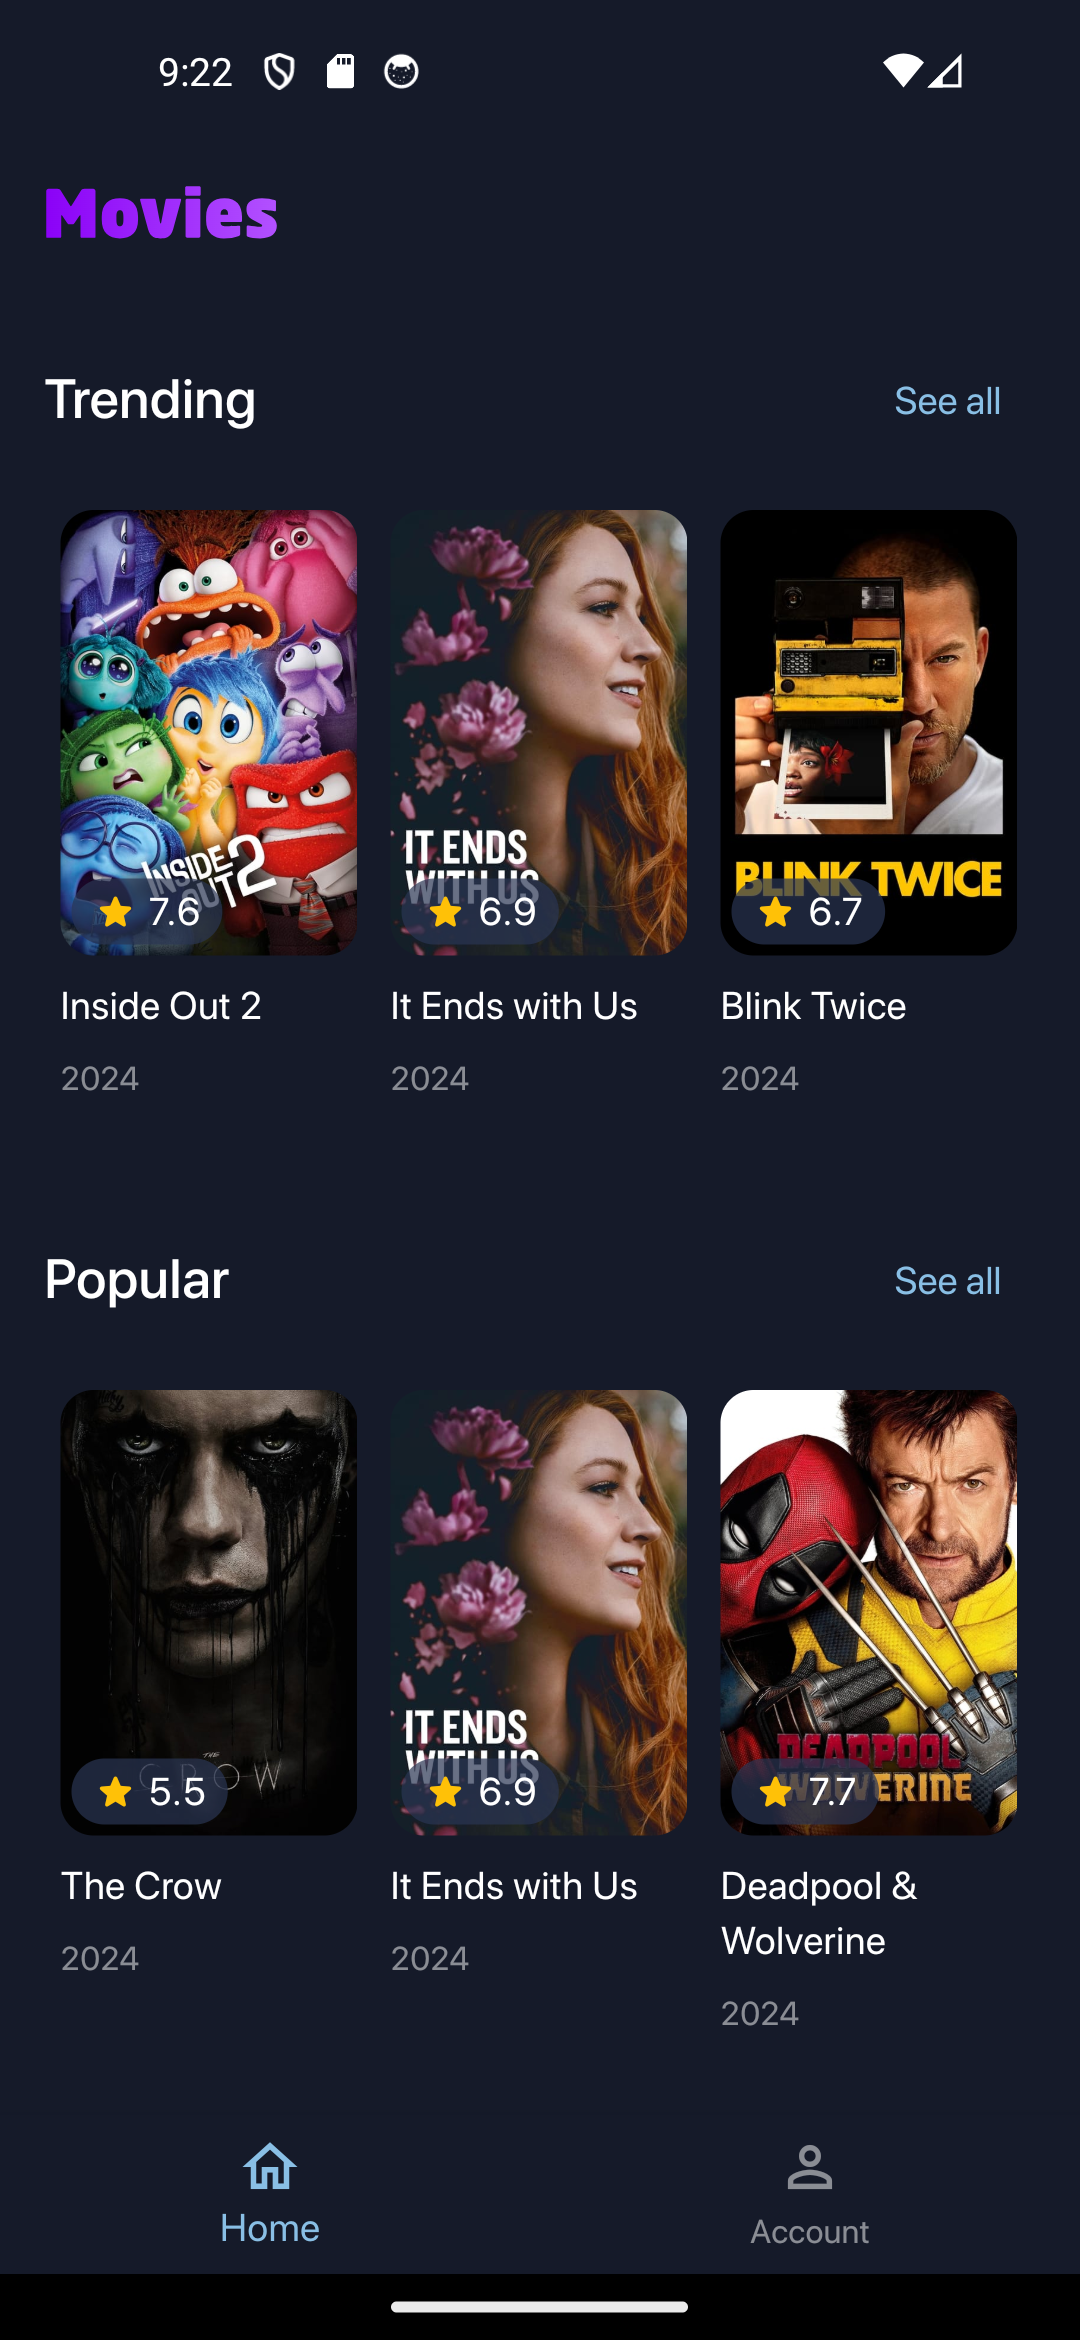 9:22
Movies
Trending
See all
INSIDE
OUT 2
7.6
IT ENDS
WITH US
6.9
BLINK TWICE
6.7
Inside Out 2
It Ends with Us
Blink Twice
2024
2024
2024
Popular
See all
THE
CROW
5.5
IT ENDS
WITH US
6.9
DEADPOOL
WOLVERINE
7.7
The Crow
It Ends with Us
Deadpool &
Wolverine
2024
2024
2024
Home
Account